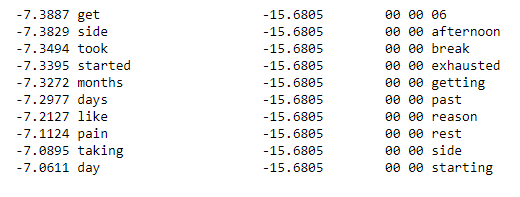 -7.3887 get -15.6805 00 00 06
-7.3829 side -15.6805 00 00 afternoon
-7.3494 took -15.6805 00 00 break
-7.3395 started -15.6805 00 00 exhausted
-7.3272 months -15.6805 00 00 getting
-7.2977 days -15.6805 00 00 past
-7.2127 like -15.6805 00 00 reason
-7.1124 pain -15.6805 00 00 rest
-7.0895 taking -15.6805 00 00 side
-7.0611 day -15.6805 00 00 starting